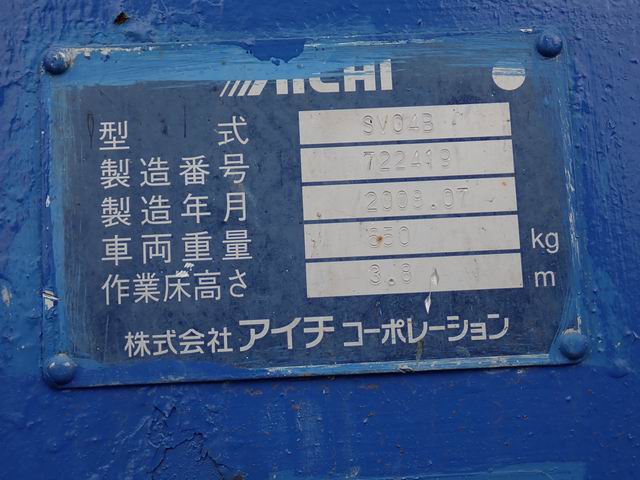 AICHI
型式 SV04B
製造番号 722419
製造年月 2008.07
車両重量 650 kg
作業床高さ 3.8 m
株式会社 アイチ コーポレーション